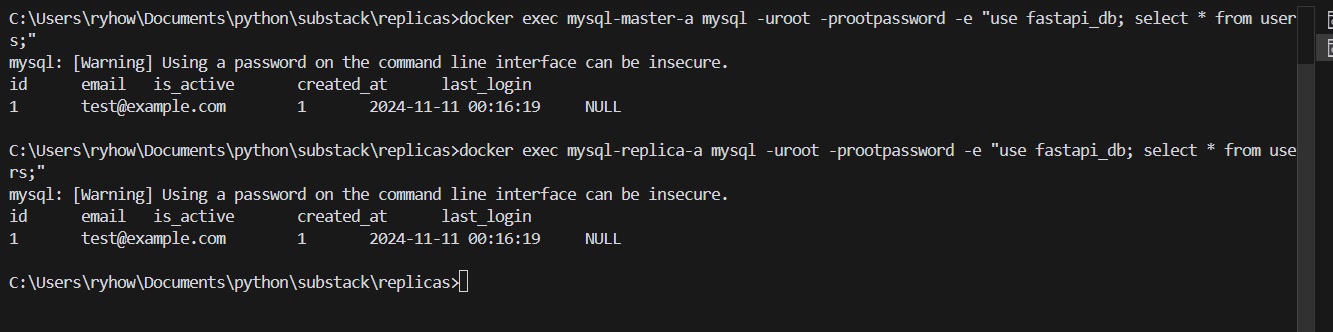 C:\Users\ryhow\Documents\python\substack\replicas>docker exec mysql-master-a mysql -uroot -prootpassword -e "use fastapi_db; select * from user
s;"
mysql: [Warning] Using a password on the command line interface can be insecure.
id	email	is_active	created_at	last_login
1	test@example.com	1	2024-11-11 00:16:19	NULL
C:\Users\ryhow\Documents\python\substack\replicas>docker exec mysql-replica-a mysql -uroot -prootpassword -e "use fastapi_db; select * from use
rs;"
mysql: [Warning] Using a password on the command line interface can be insecure.
id	email	is_active	created_at	last_login
1	test@example.com	1	2024-11-11 00:16:19	NULL
C:\Users\ryhow\Documents\python\substack\replicas>